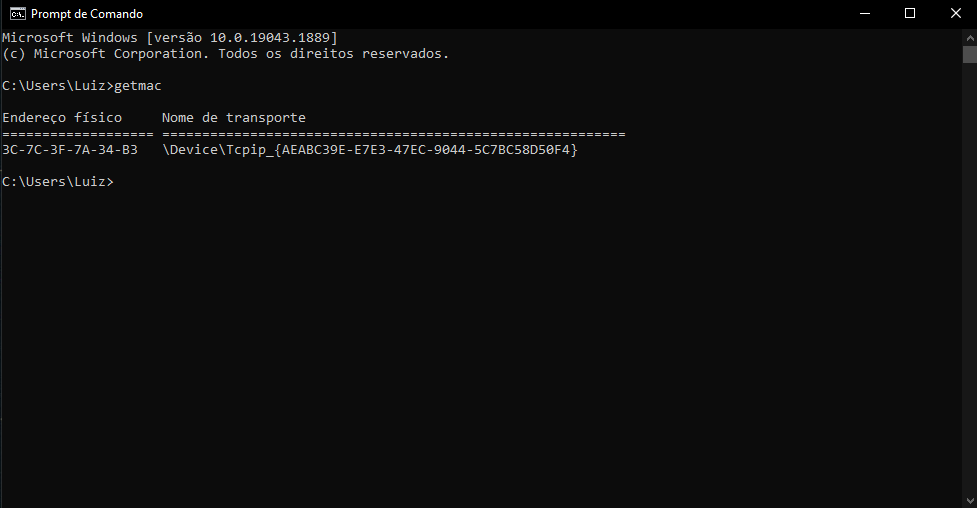 Prompt de Comando
Microsoft Windows [versão 10.0.19043.1889]
(c) Microsoft Corporation. Todos os direitos reservados.
C:\Users\Luiz>getmac
Endereço físico     Nome de transporte
=================== ==========================================================
3C-7C-3F-7A-34-B3   \Device\Tcpip_{AEABC39E-E7E3-47EC-9044-5C7BC58D50F4}
C:\Users\Luiz>